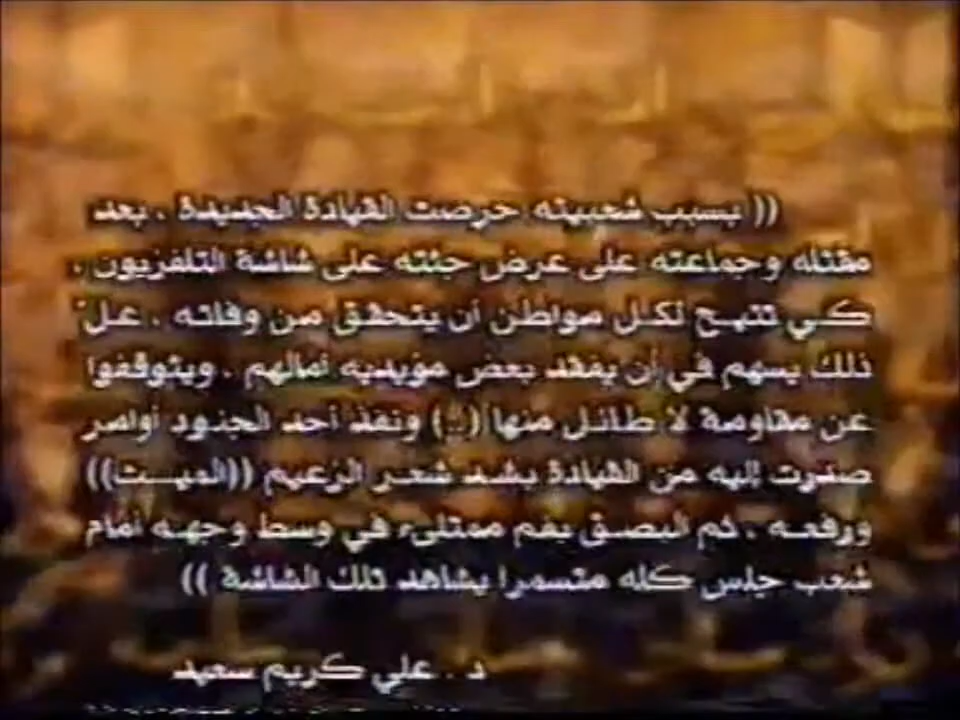 (( بسبب شعبيته حرصت القيادة الجديدة ، بعد
مقتله وجماعته على عرض جثته على شاشة التلفزيون ،
كي تتيح لكل مواطن أن يتحقق من وفاته ، علّ
ذلك يسهم في أن يفقد بعض مؤيديه آمالهم ، ويتوقفوا
عن مقاومة لا طائل منها (..) ونفذ أحد الجنود أوامر
صدرت إليه من القيادة بشد شعر الزعيم ((الميت))
ورفعه ، ثم البصق بفم ممتلىء في وسط وجهه أمام
شعب جلس كله متسمرا يشاهد تلك الشاشة ))
د . علي كريم سعيد